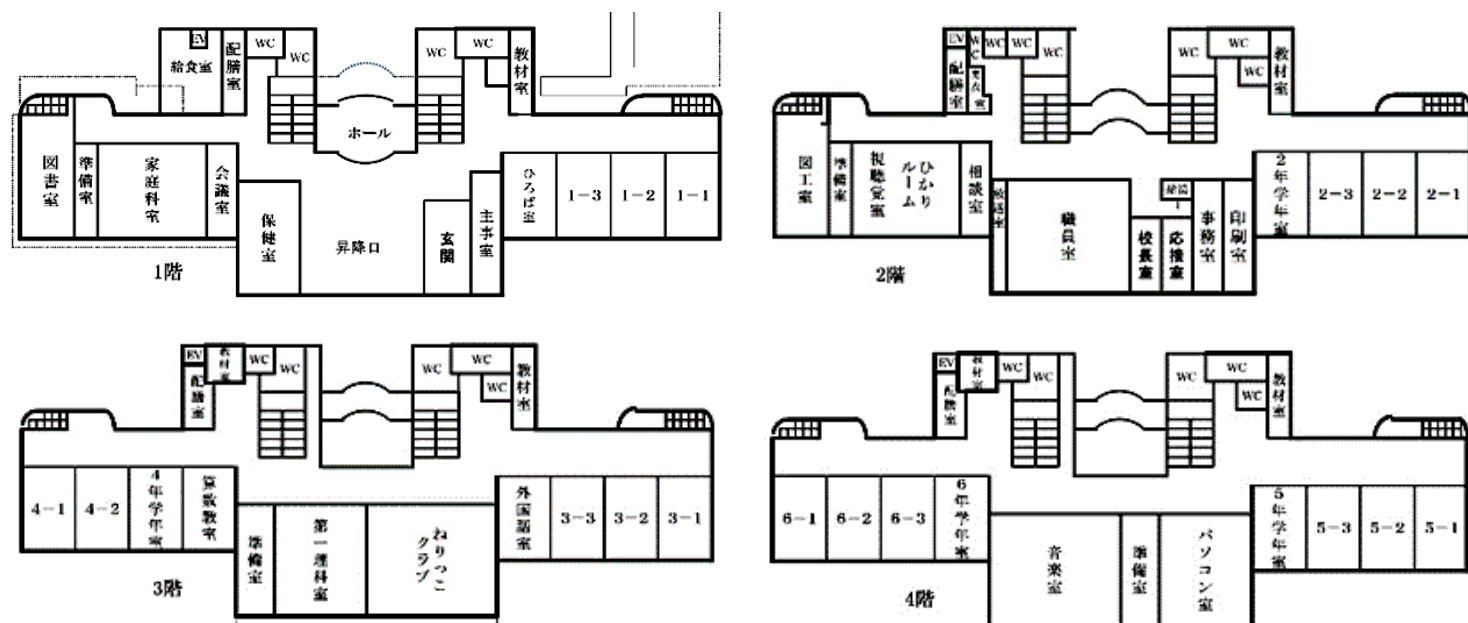 EV
配膳室
WC
WC
給食室
WC
WC
教材室
ホール
図書室
準備室
家庭科室
会議室
保健室
昇降口
玄関
主事室
ひろば室
1-3
1-2
1-1
1階
EV
WC
WC
WC
WC
配膳室
WC
WC
WC
教材室
図工室
準備室
視聴覚室
ひかりルーム
相談室
放送室
職員室
校長室
応接室
事務室
印刷室
2年学年室
2-3
2-2
2-1
2階
EV
教材室
WC
WC
配膳室
WC
WC
WC
教材室
4-1
4-2
4年学年室
算数教室
準備室
第一理科室
ねりっこクラブ
外国語室
3-3
3-2
3-1
3階
EV
教材室
WC
WC
配膳室
WC
WC
WC
教材室
6-1
6-2
6-3
6年学年室
音楽室
準備室
パソコン室
5年学年室
5-3
5-2
5-1
4階